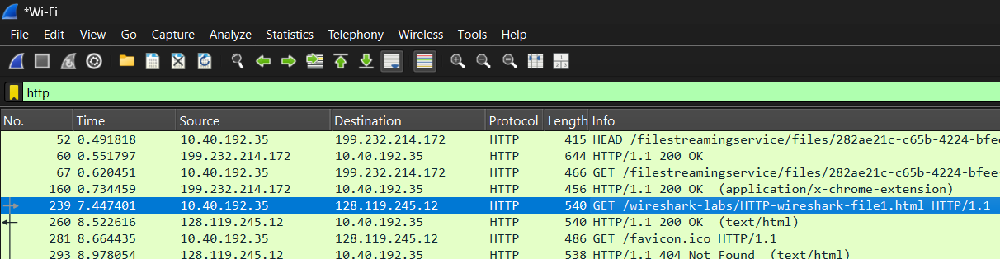 *Wi-Fi
File Edit View Go Capture Analyze Statistics Telephony Wireless Tools Help
http
No. Time Source Destination Protocol Length Info
52 0.491818 10.40.192.35 199.232.214.172 HTTP 415 HEAD /filestreamingservice/files/282ae21c-c65b-4224-bfee
60 0.551797 199.232.214.172 10.40.192.35 HTTP 644 HTTP/1.1 200 OK
67 0.620451 10.40.192.35 199.232.214.172 HTTP 466 GET /filestreamingservice/files/282ae21c-c65b-4224-bfee-
160 0.734459 199.232.214.172 10.40.192.35 HTTP 456 HTTP/1.1 200 OK (application/x-chrome-extension)
239 7.447401 10.40.192.35 128.119.245.12 HTTP 540 GET /wireshark-labs/HTTP-wireshark-file1.html HTTP/1.1
260 8.522616 128.119.245.12 10.40.192.35 HTTP 540 HTTP/1.1 200 OK (text/html)
281 8.664435 10.40.192.35 128.119.245.12 HTTP 486 GET /favicon.ico HTTP/1.1
293 8.978054 128.119.245.12 10.40.192.35 HTTP 538 HTTP/1.1 404 Not Found (text/html)